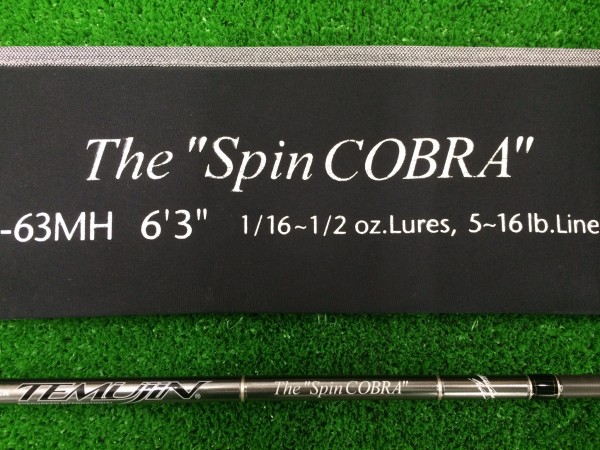 The "Spin COBRA"
-63MH 6'3" 1/16~1/2 oz.Lures, 5~16 lb.Line
TEMUJIN® The "Spin COBRA"